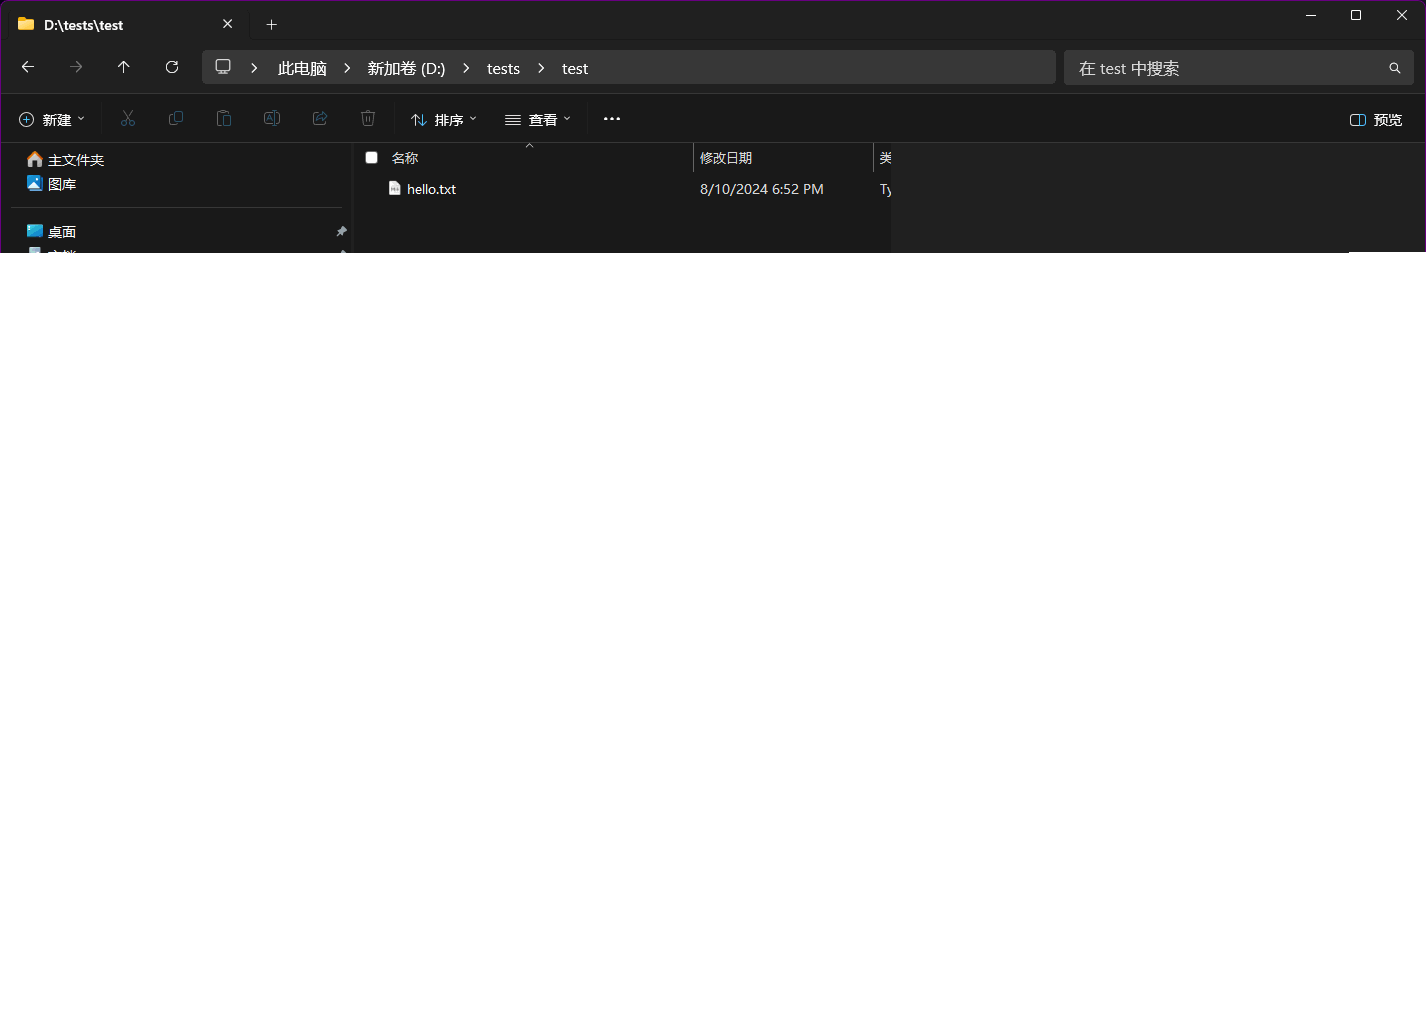 D:\tests\test
此电脑 新加卷 (D:) tests test
在 test 中搜索
新建 排序 查看 预览
主文件夹
图库
桌面
名称 修改日期 类
hello.txt 8/10/2024 6:52 PM Ty